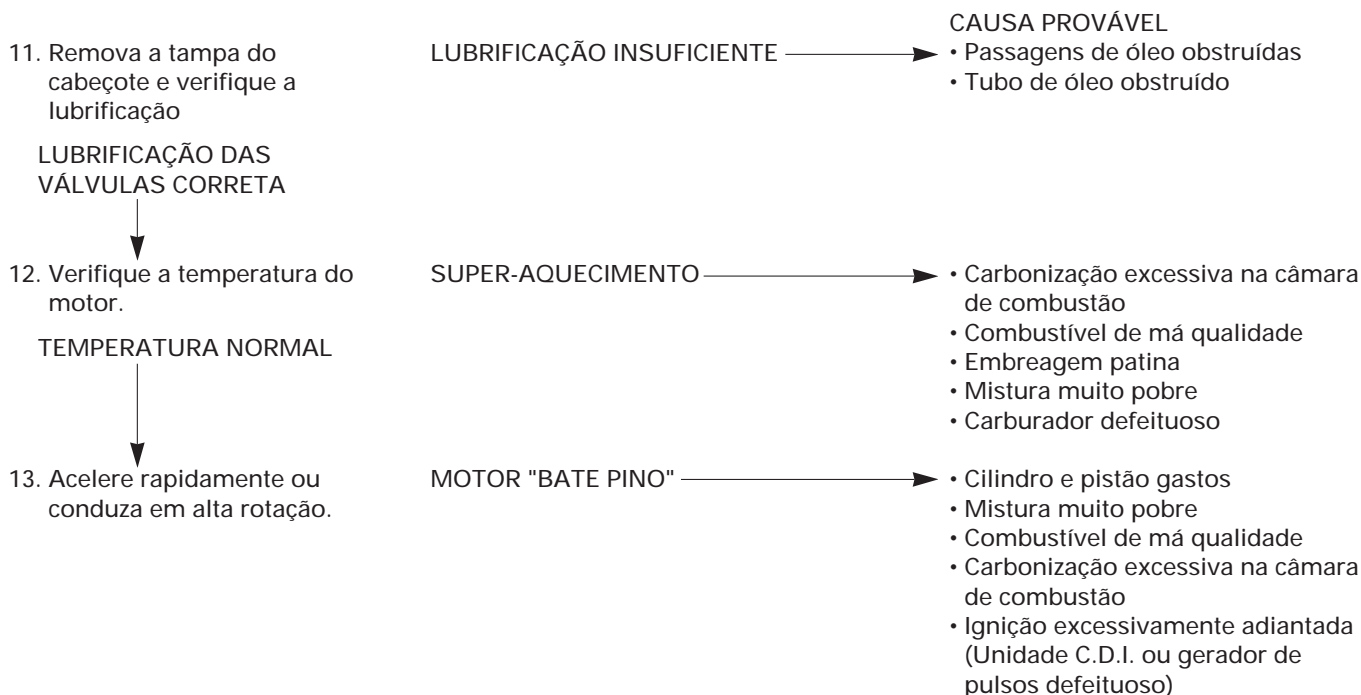 CAUSA PROVÁVEL
11. Remova a tampa do
cabeçote e verifique a
lubrificação
LUBRIFICAÇÃO INSUFICIENTE
• Passagens de óleo obstruídas
• Tubo de óleo obstruído
LUBRIFICAÇÃO DAS
VÁLVULAS CORRETA
12. Verifique a temperatura do
motor.
SUPER-AQUECIMENTO
• Carbonização excessiva na câmara
de combustão
• Combustível de má qualidade
• Embreagem patina
• Mistura muito pobre
• Carburador defeituoso
TEMPERATURA NORMAL
13. Acelere rapidamente ou
conduza em alta rotação.
MOTOR "BATE PINO"
• Cilindro e pistão gastos
• Mistura muito pobre
• Combustível de má qualidade
• Carbonização excessiva na câmara
de combustão
• Ignição excessivamente adiantada
(Unidade C.D.I. ou gerador de
pulsos defeituoso)